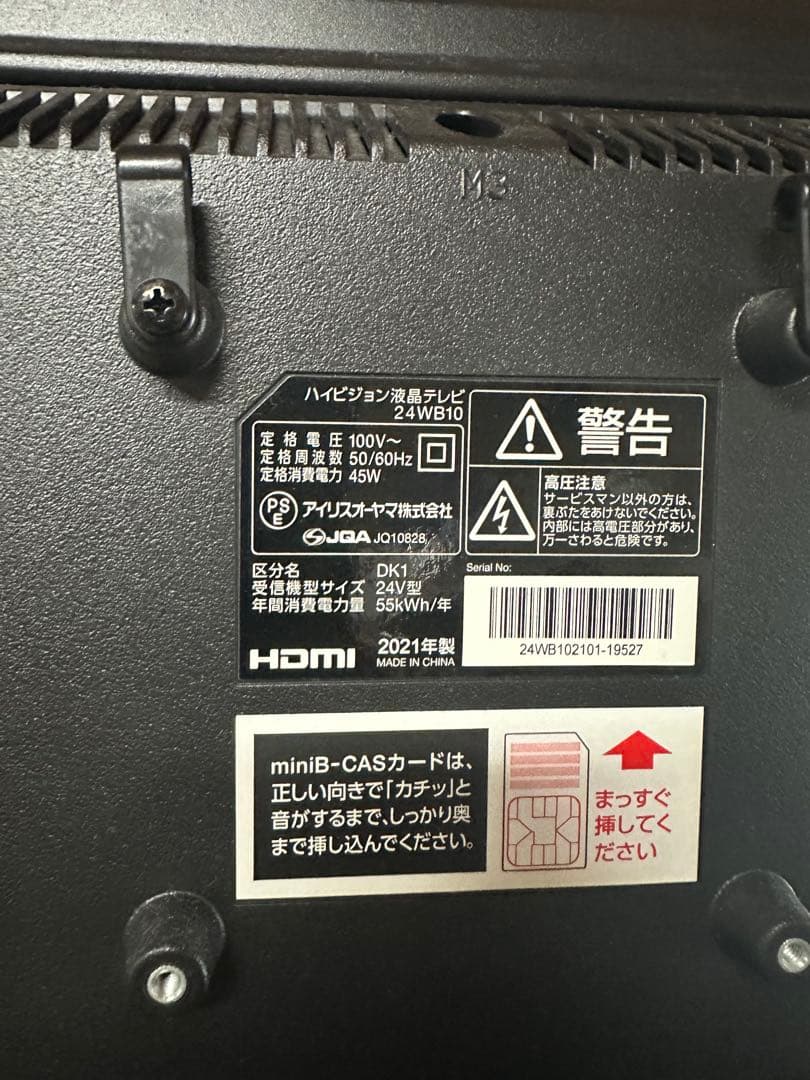 M3
ハイビジョン液晶テレビ
24WB10
定格電圧 100V～
定格周波数 50/60Hz
定格消費電力 45W
PSE
アイリスオーヤマ株式会社
JQA JQ10828
警告
高圧注意
サービスマン以外の方は、
裏ぶたをあけないでください。
内部には高電圧部分があり、
万一さわると危険です。
区分名 DK1
受信機型サイズ 24V型
年間消費電力量 55kWh/年
HDMI
2021年製
MADE IN CHINA
Serial No:
24WB102101-19527
miniB-CASカードは、
正しい向きで「カチッ」と
音がするまで、しっかり奥
まで挿し込んでください。
まっすぐ
挿してく
ださい